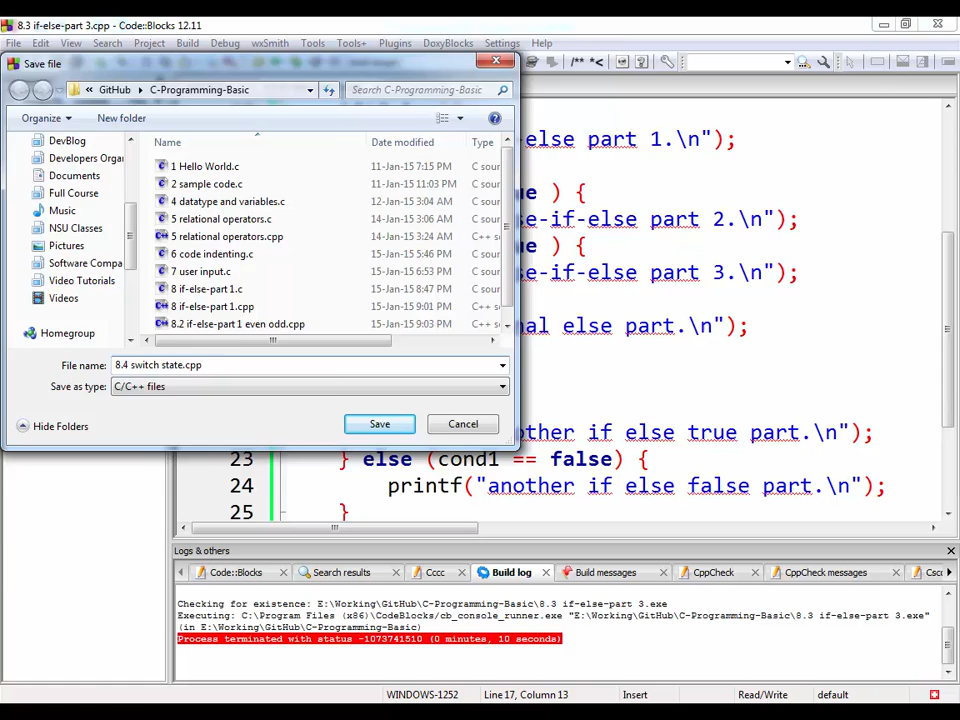 8.3 if-else-part 3.cpp - Code::Blocks 12.11
File Edit View Search Project Build Debug wxSmith Tools Tools+ Plugins DoxyBlocks Settings Help
Save file
/** *<
GitHub C-Programming-Basic Search C-Programming-Basic
Organize New folder
Name Date modified Type
DevBlog
Developers Orga
Documents
Full Course
Music
NSU Classes
Pictures
Software Compa
Video Tutorials
Videos
Homegroup
1 Hello World.c 11-Jan-15 7:15 PM C sour
2 sample code.c 11-Jan-15 11:03 PM C sour
4 datatype and variables.c 12-Jan-15 3:04 AM C sour
5 relational operators.c 14-Jan-15 3:06 AM C sour
5 relational operators.cpp 14-Jan-15 3:24 AM C++ s
6 code indenting.c 15-Jan-15 5:46 PM C sour
7 user input.c 15-Jan-15 6:53 PM C sour
8 if-else-part 1.c 15-Jan-15 8:47 PM C sour
8 if-else-part 1.cpp 15-Jan-15 9:01 PM C++ s
8.2 if-else-part 1 even odd.cpp 15-Jan-15 9:03 PM C++ s
File name: 8.4 switch state.cpp
Save as type: C/C++ files
Hide Folders Save Cancel
else part 1.\n");
ue ) {
se-if-else part 2.\n");
ue ) {
se-if-else part 3.\n");
nal else part.\n");
other if else true part.\n");
23 } else (cond1 == false) {
24 printf("another if else false part.\n");
25 }
Logs & others
Code::Blocks Search results Cccc Build log Build messages CppCheck CppCheck messages Csc
Checking for existence: E:\Working\GitHub\C-Programming-Basic\8.3 if-else-part 3.exe
Executing: C:\Program Files (x86)\CodeBlocks/cb_console_runner.exe "E:\Working\GitHub\C-Programming-Basic\8.3 if-else-part 3.exe"
(in E:\Working\GitHub\C-Programming-Basic)
Process terminated with status -1073741510 (0 minutes, 10 seconds)
WINDOWS-1252 Line 17, Column 13 Insert Read/Write default